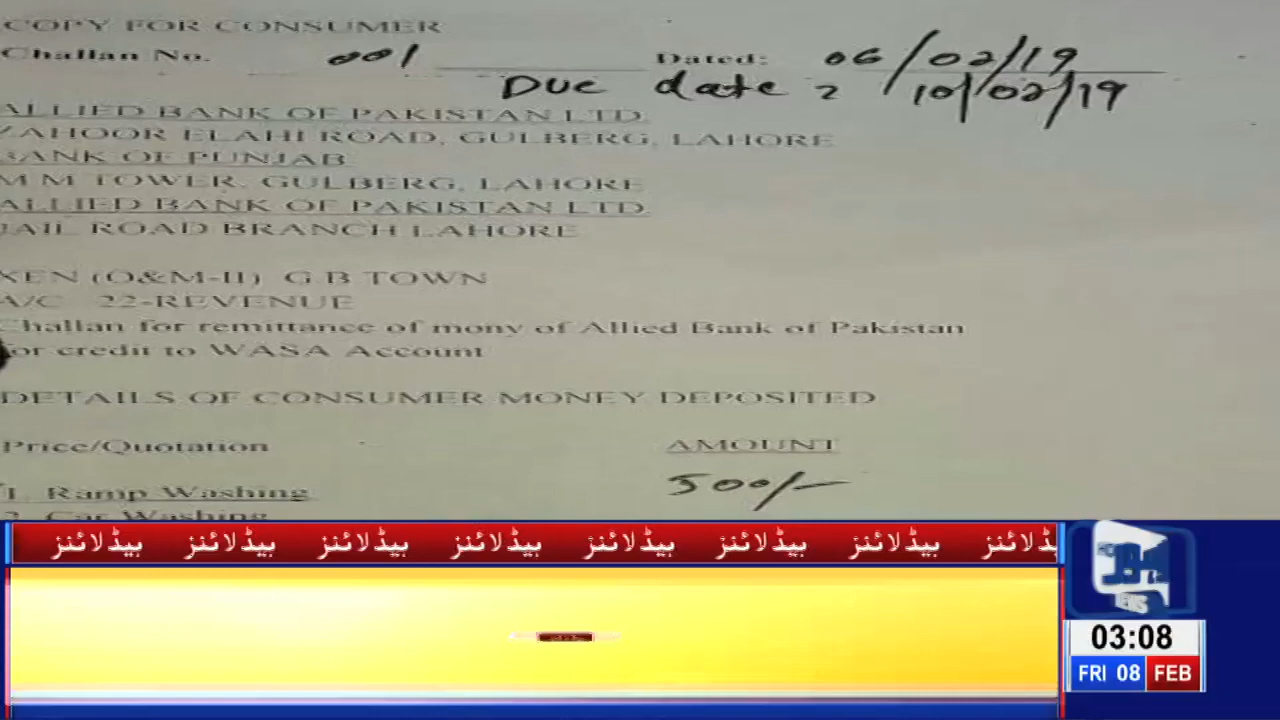 COPY FOR CONSUMER
Challan No. 001 Dated: 06/02/19
Due date 10/02/19
ALLIED BANK OF PAKISTAN LTD
ZAHOOR ELAHI ROAD, GULBERG, LAHORE
BANK OF PUNJAB
M M TOWER, GULBERG, LAHORE
ALLIED BANK OF PAKISTAN LTD
JAIL ROAD BRANCH LAHORE
XEN (O&M-II) G.B TOWN
A/C 22-REVENUE
Challan for remittance of mony of Allied Bank of Pakistan
for credit to WASA Account
DETAILS OF CONSUMER MONEY DEPOSITED
Price/Quotation AMOUNT
1. Ramp Washing 500/-
2. Car Washing
ہیڈلائنز ہیڈلائنز ہیڈلائنز ہیڈلائنز ہیڈلائنز ہیڈلائنز ہیڈلائنز ہیڈلائنز
NEWS
03:08
FRI 08 FEB